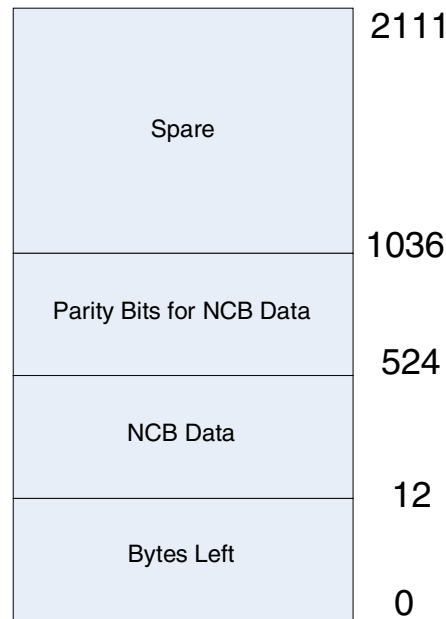 2111
Spare
1036
Parity Bits for NCB Data
524
NCB Data
12
Bytes Left
0